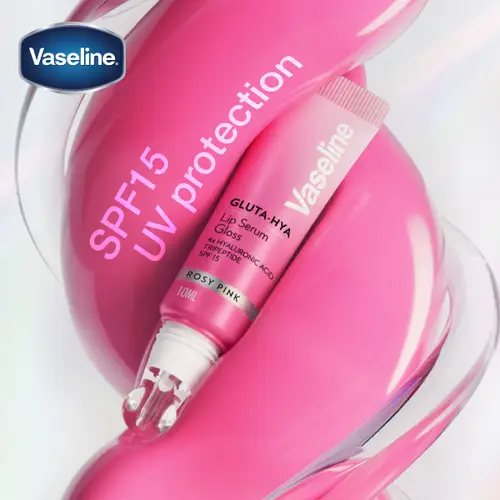 Vaseline.
SPF15
UV protection
Vaseline
GLUTA-HYA
Lip Serum
Gloss
4x HYALURONIC ACID
TRIPEPTIDE
SPF 15
ROSY PINK
10ML